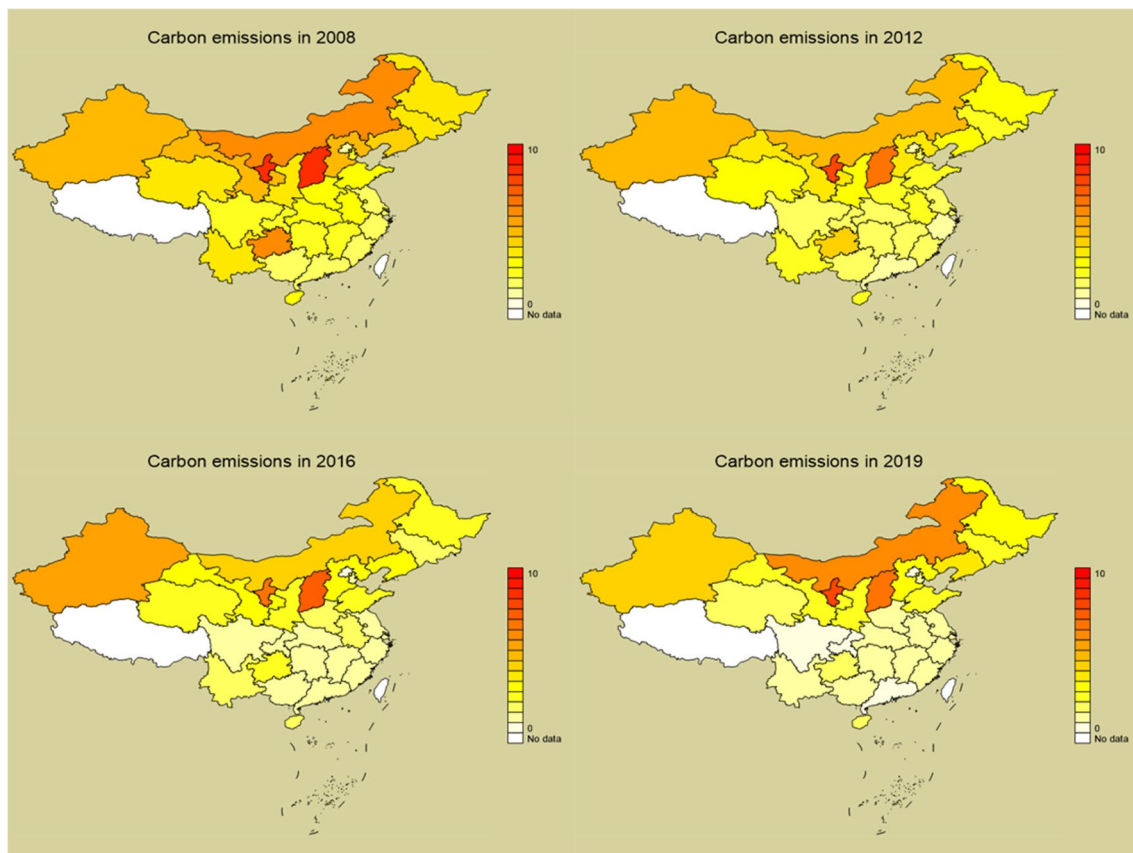 Carbon emissions in 2008
10
0
No data
Carbon emissions in 2012
10
0
No data
Carbon emissions in 2016
10
0
No data
Carbon emissions in 2019
10
0
No data